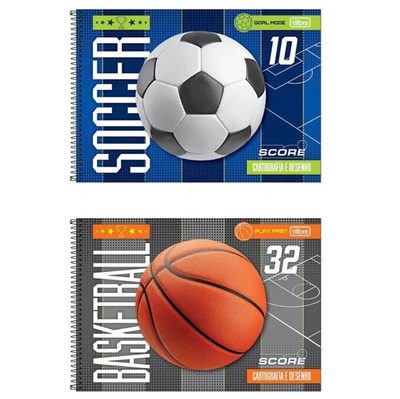 SOCCER
GOAL MODE
tilibra
10
SCORE
CARTOGRAFIA E DESENHO
BASKETBALL
PLAY FAST
tilibra
32
SCORE
CARTOGRAFIA E DESENHO